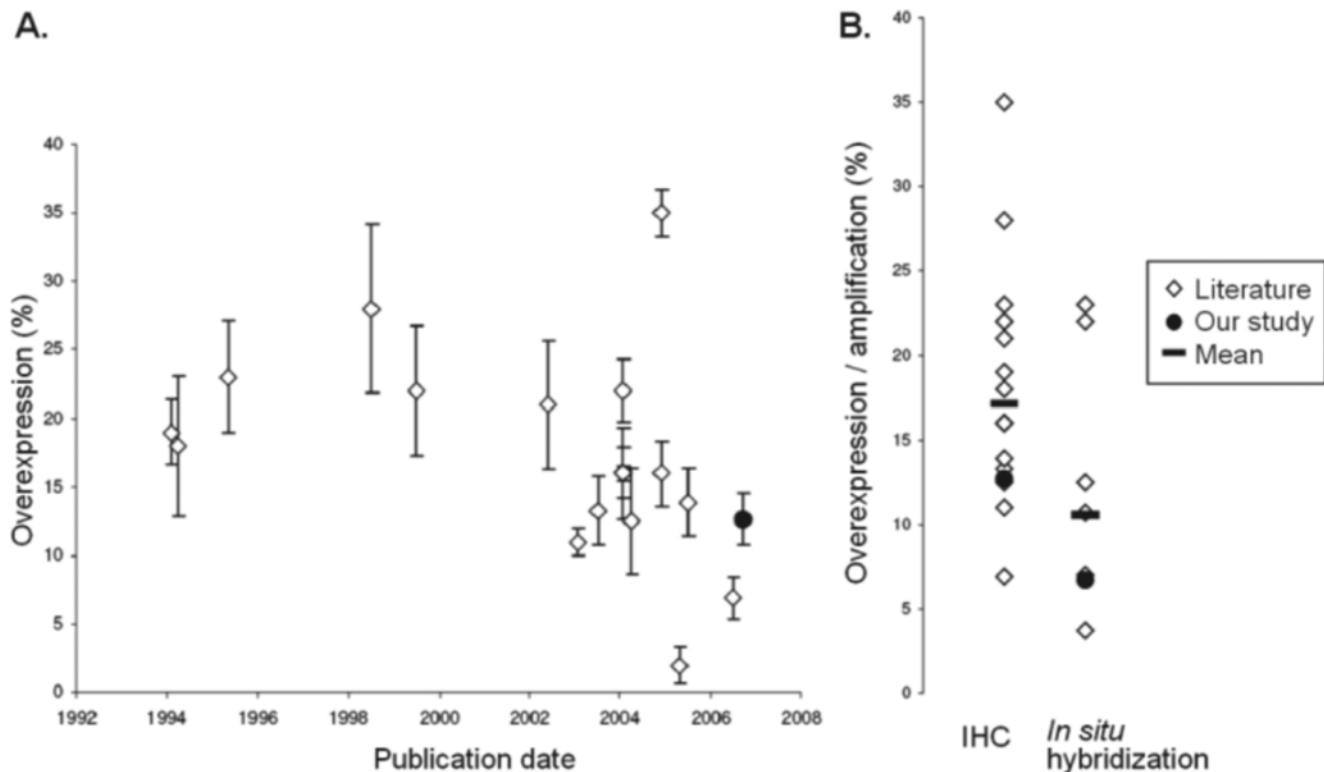 A.
Overexpression (%)
40
35
30
25
20
15
10
5
0
1992 1994 1996 1998 2000 2002 2004 2006 2008
Publication date
B.
Overexpression / amplification (%)
40
35
30
25
20
15
10
5
0
IHC
In situ
hybridization
Literature
Our study
Mean